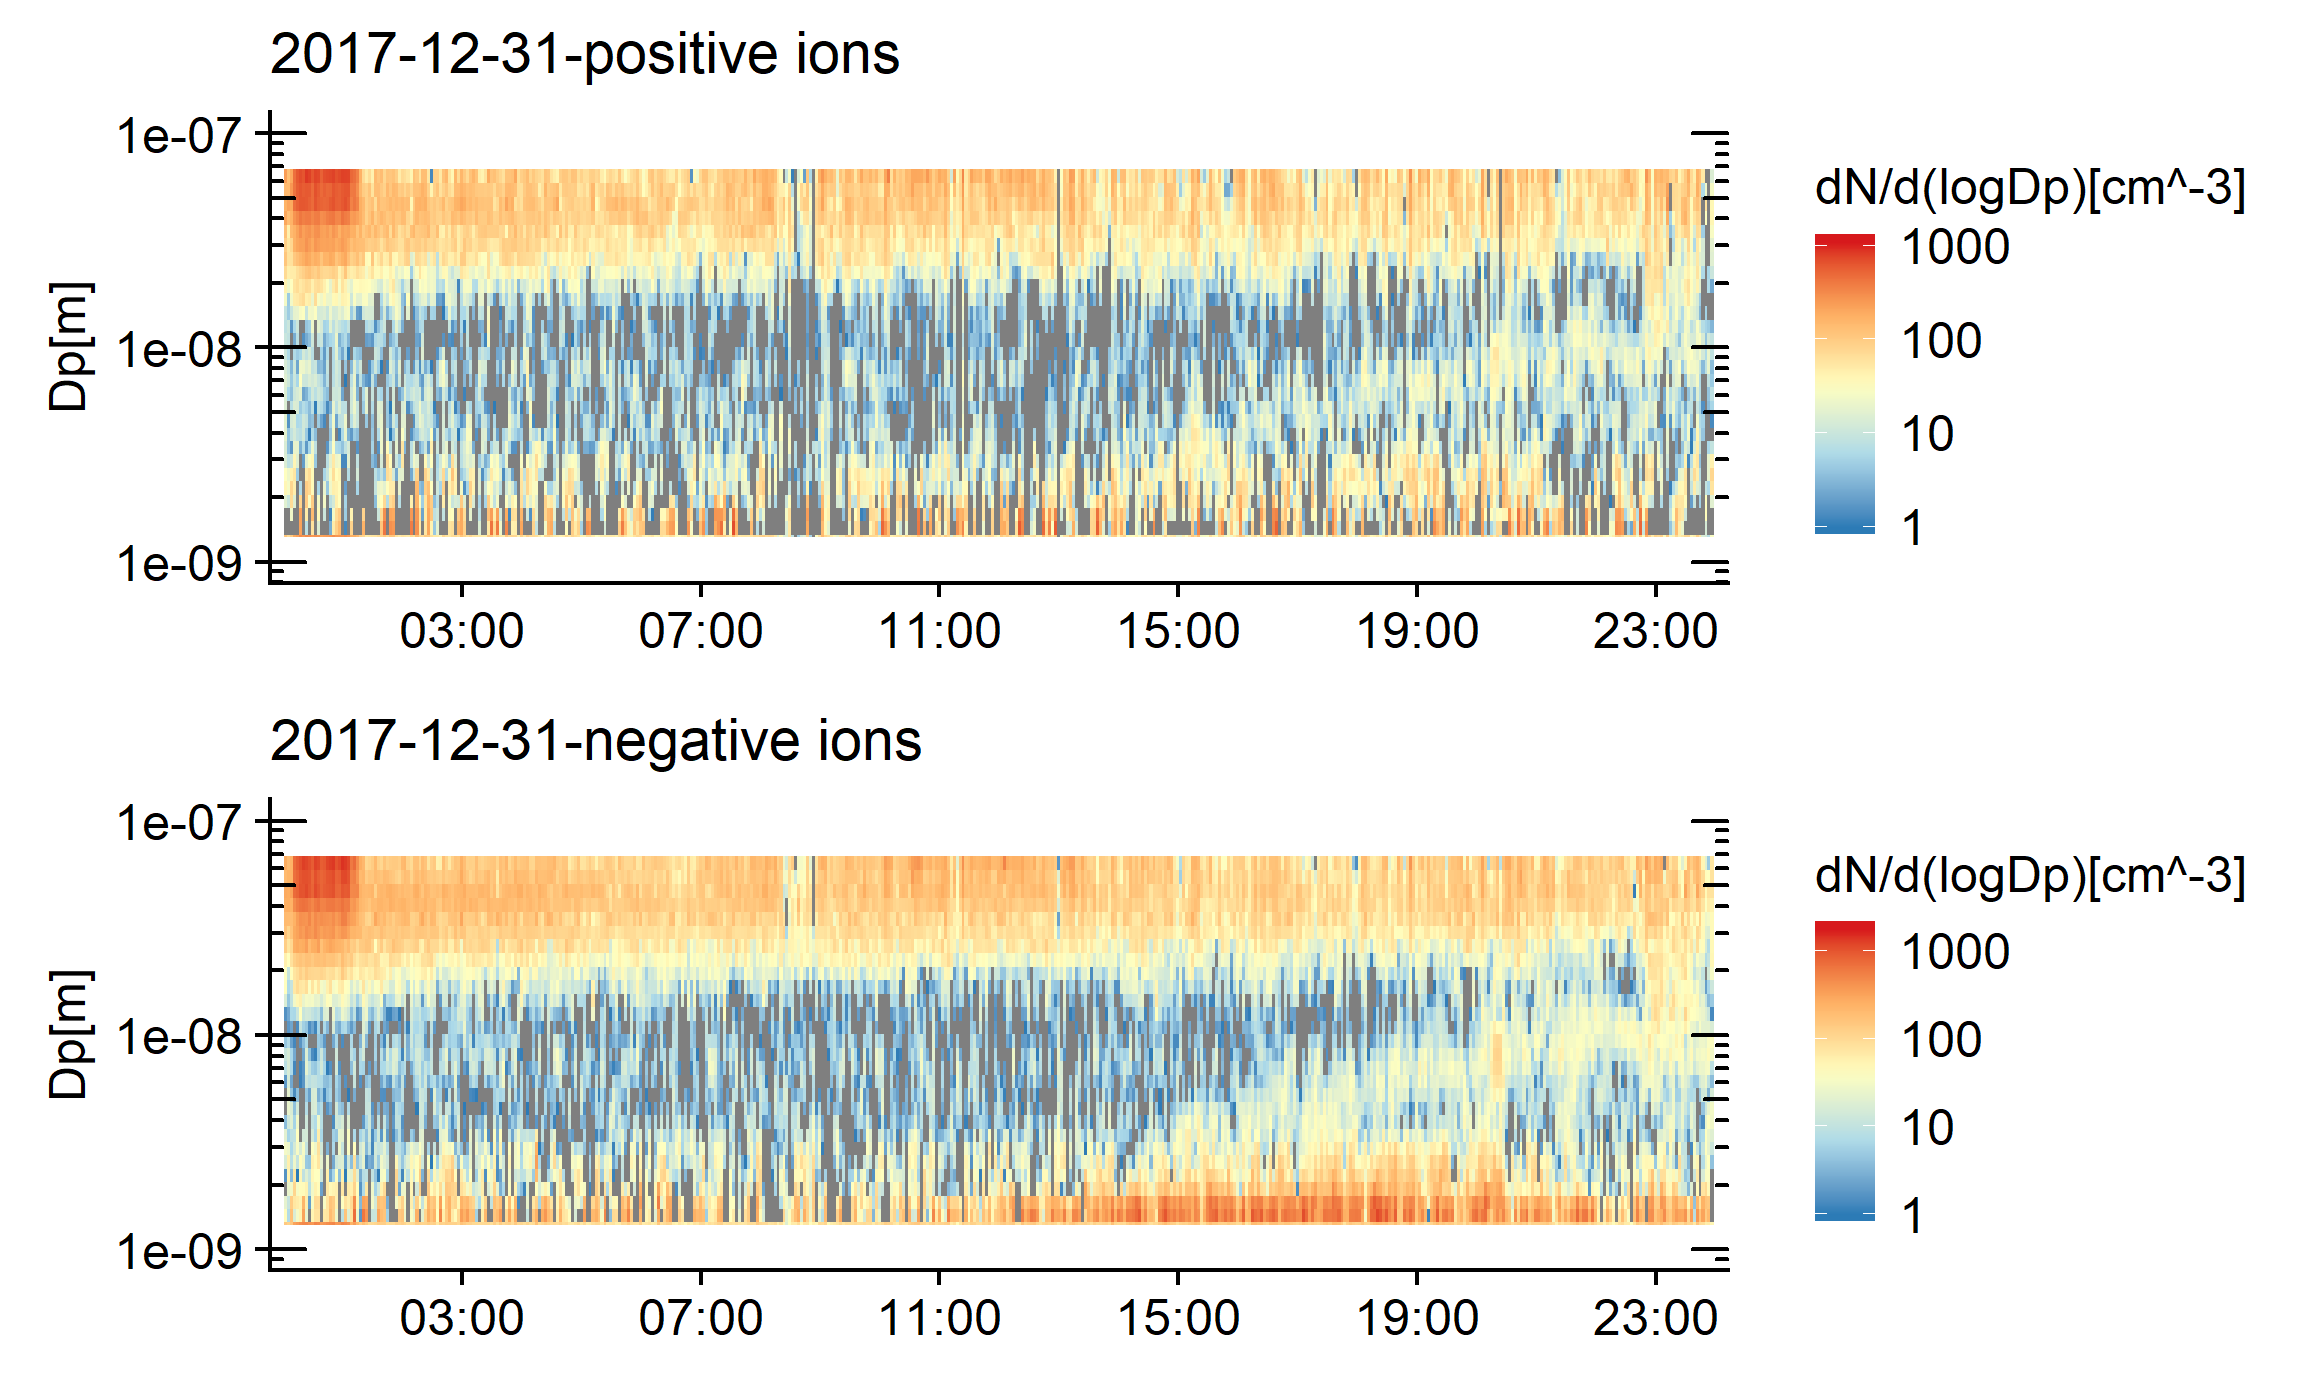 2017-12-31-positive ions
1e-07
1e-08
1e-09
Dp[m]
03:00 07:00 11:00 15:00 19:00 23:00
dN/d(logDp)[cm^-3]
1000
100
10
1
2017-12-31-negative ions
1e-07
1e-08
1e-09
Dp[m]
03:00 07:00 11:00 15:00 19:00 23:00
dN/d(logDp)[cm^-3]
1000
100
10
1